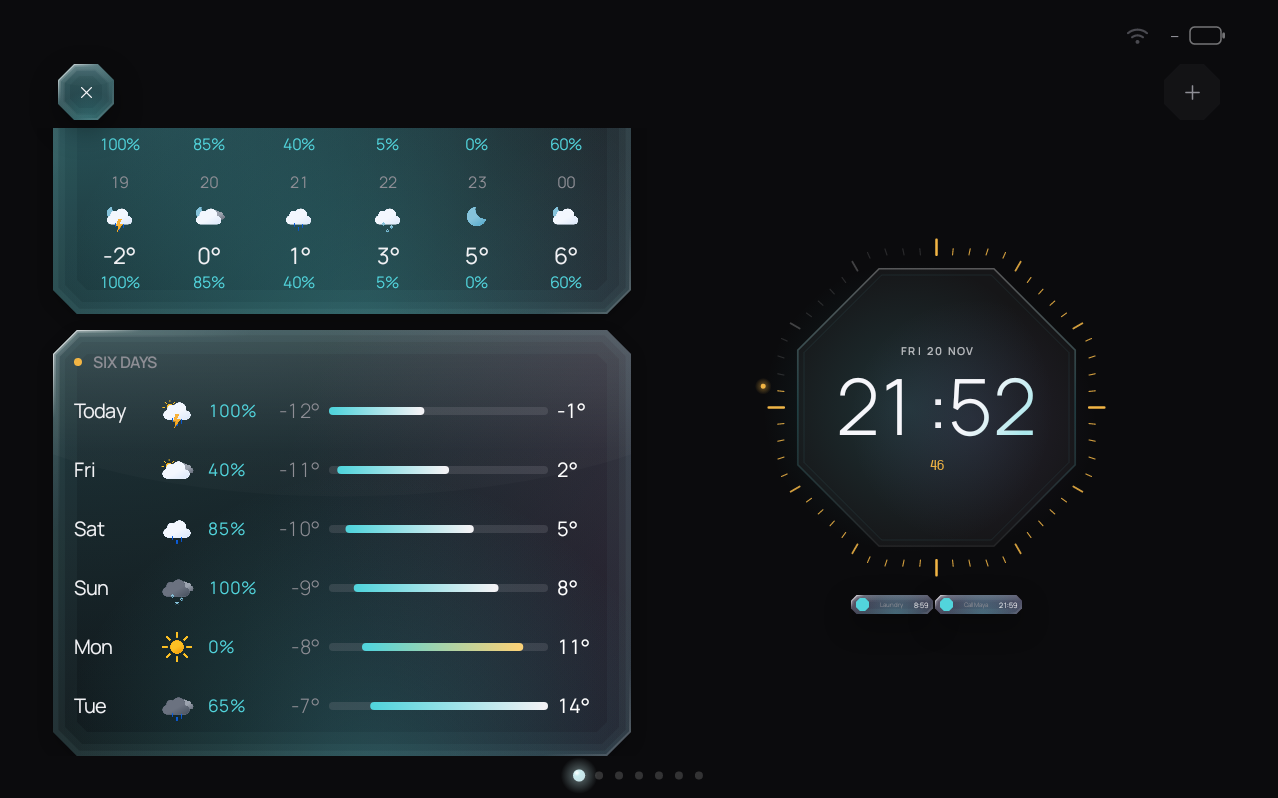 100% 85% 40% 5% 0% 60%
19 20 21 22 23 00
-2° 0° 1° 3° 5° 6°
100% 85% 40% 5% 0% 60%
SIX DAYS
Today 100% -12° -1°
Fri 40% -11° 2°
Sat 85% -10° 5°
Sun 100% -9° 8°
Mon 0% -8° 11°
Tue 65% -7° 14°
FRI 20 NOV
21 :52
46
Laundry 8:59
Call Maya 21:59